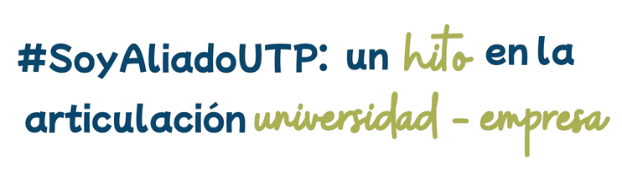 #SoyAliadoUTP: un hito en la
articulación universidad - empresa